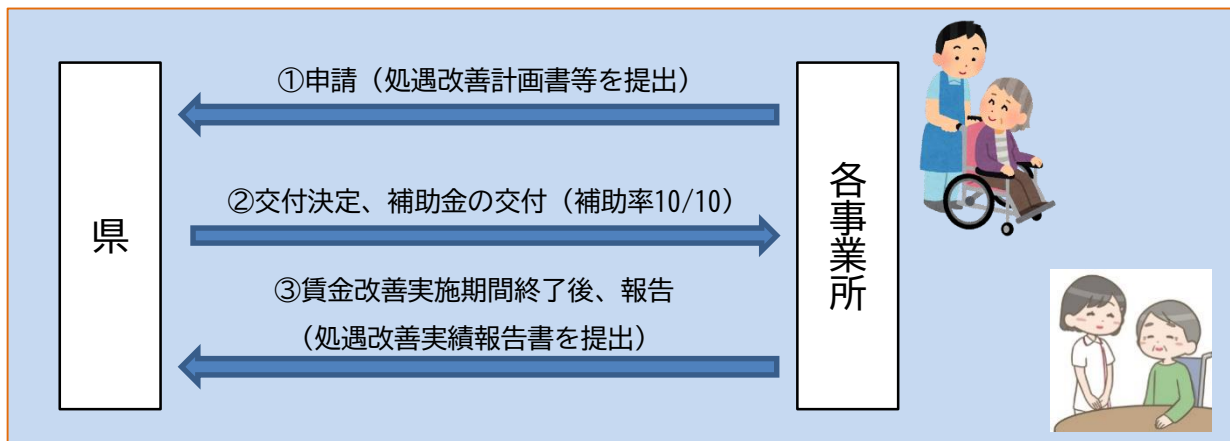 ①申請（処遇改善計画書等を提出）
県
②交付決定、補助金の交付（補助率10/10）
各事業所
③賃金改善実施期間終了後、報告
（処遇改善実績報告書を提出）